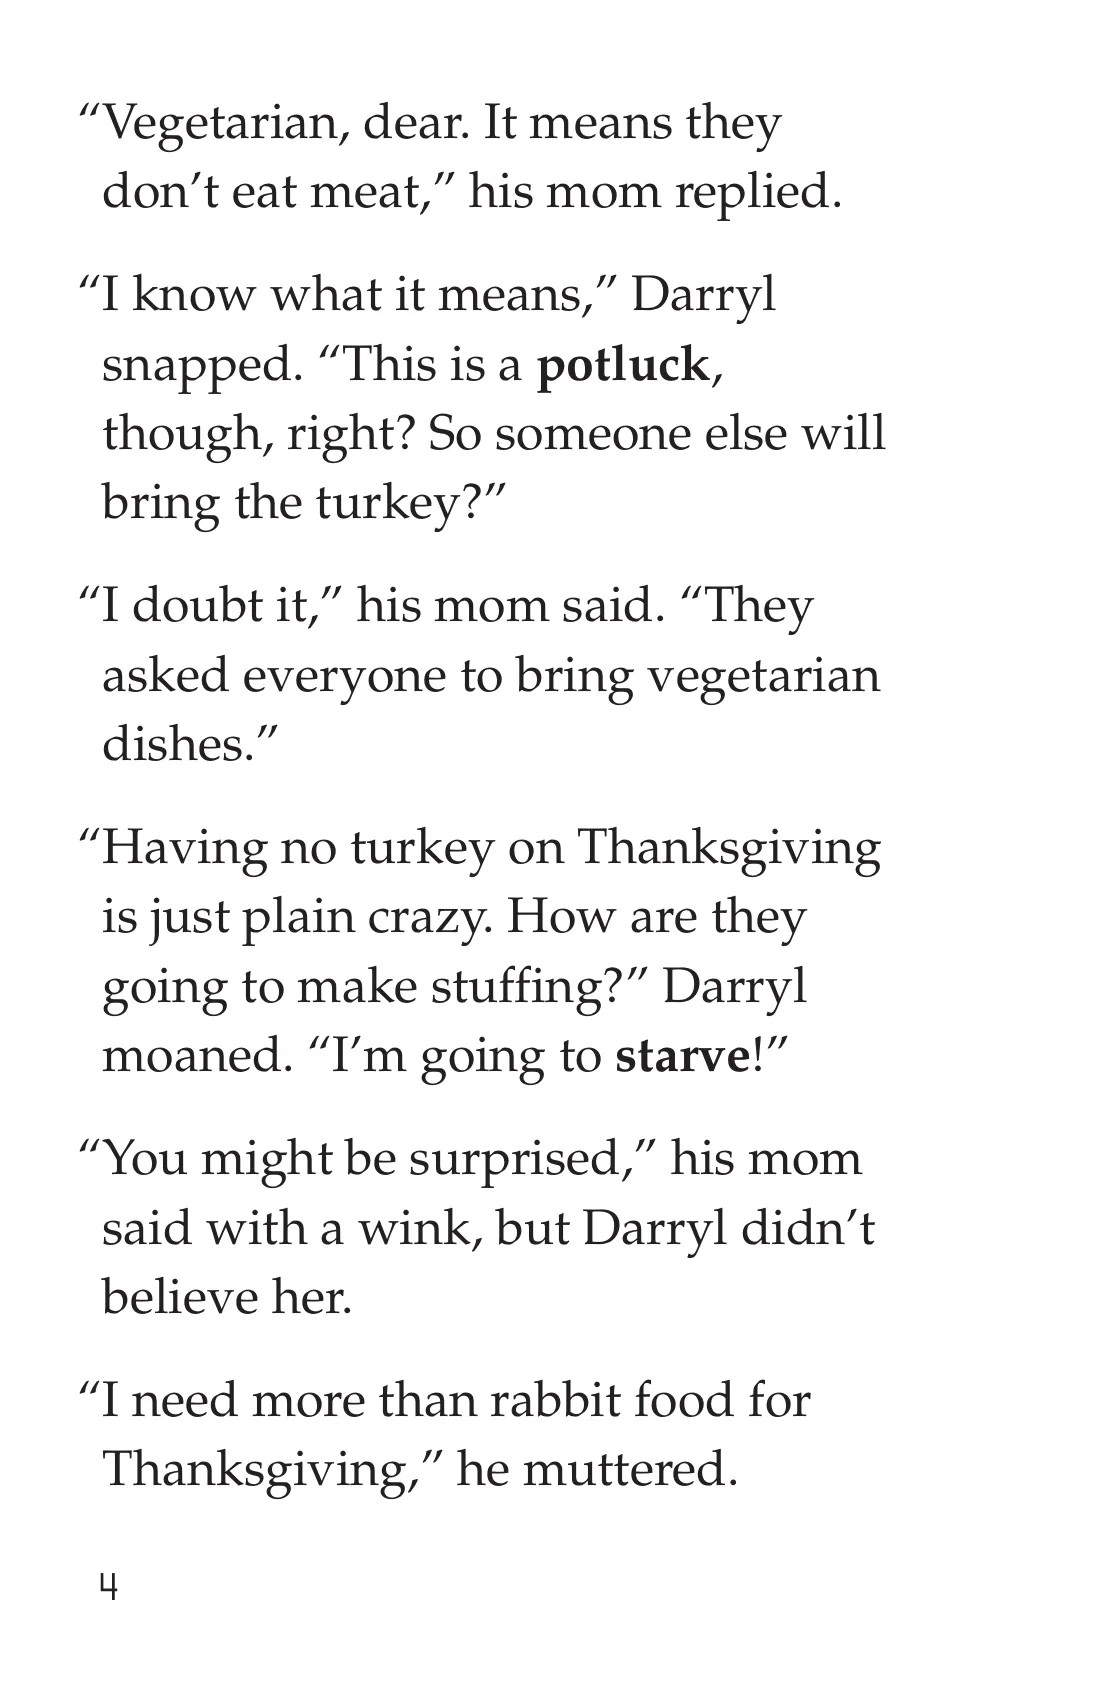 “Vegetarian, dear. It means they
don’t eat meat,” his mom replied.
“I know what it means,” Darryl
snapped. “This is a potluck,
though, right? So someone else will
bring the turkey?”
“I doubt it,” his mom said. “They
asked everyone to bring vegetarian
dishes.”
“Having no turkey on Thanksgiving
is just plain crazy. How are they
going to make stuffing?” Darryl
moaned. “I’m going to starve!”
“You might be surprised,” his mom
said with a wink, but Darryl didn’t
believe her.
“I need more than rabbit food for
Thanksgiving,” he muttered.
4